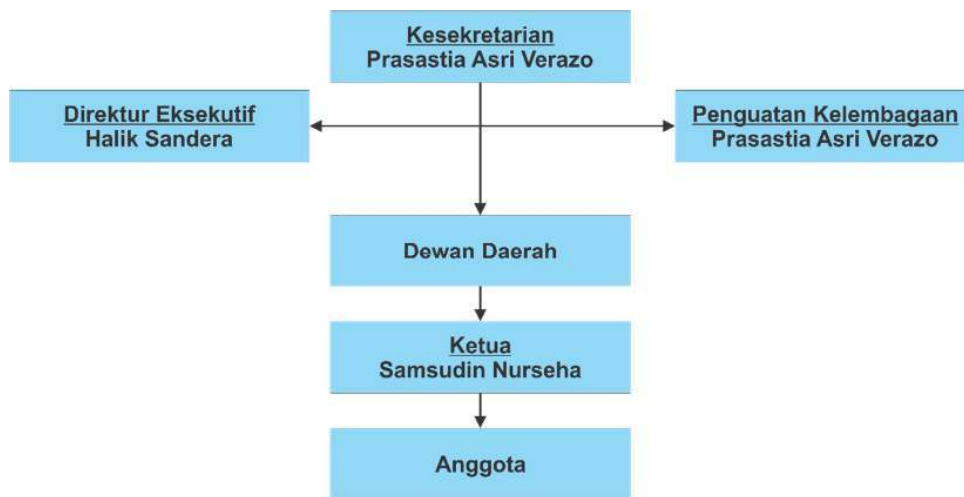 Kesekretarian
Prasastia Asri Verazo
Direktur Eksekutif
Halik Sandera
Penguatan Kelembagaan
Prasastia Asri Verazo
Dewan Daerah
Ketua
Samsudin Nurseha
Anggota